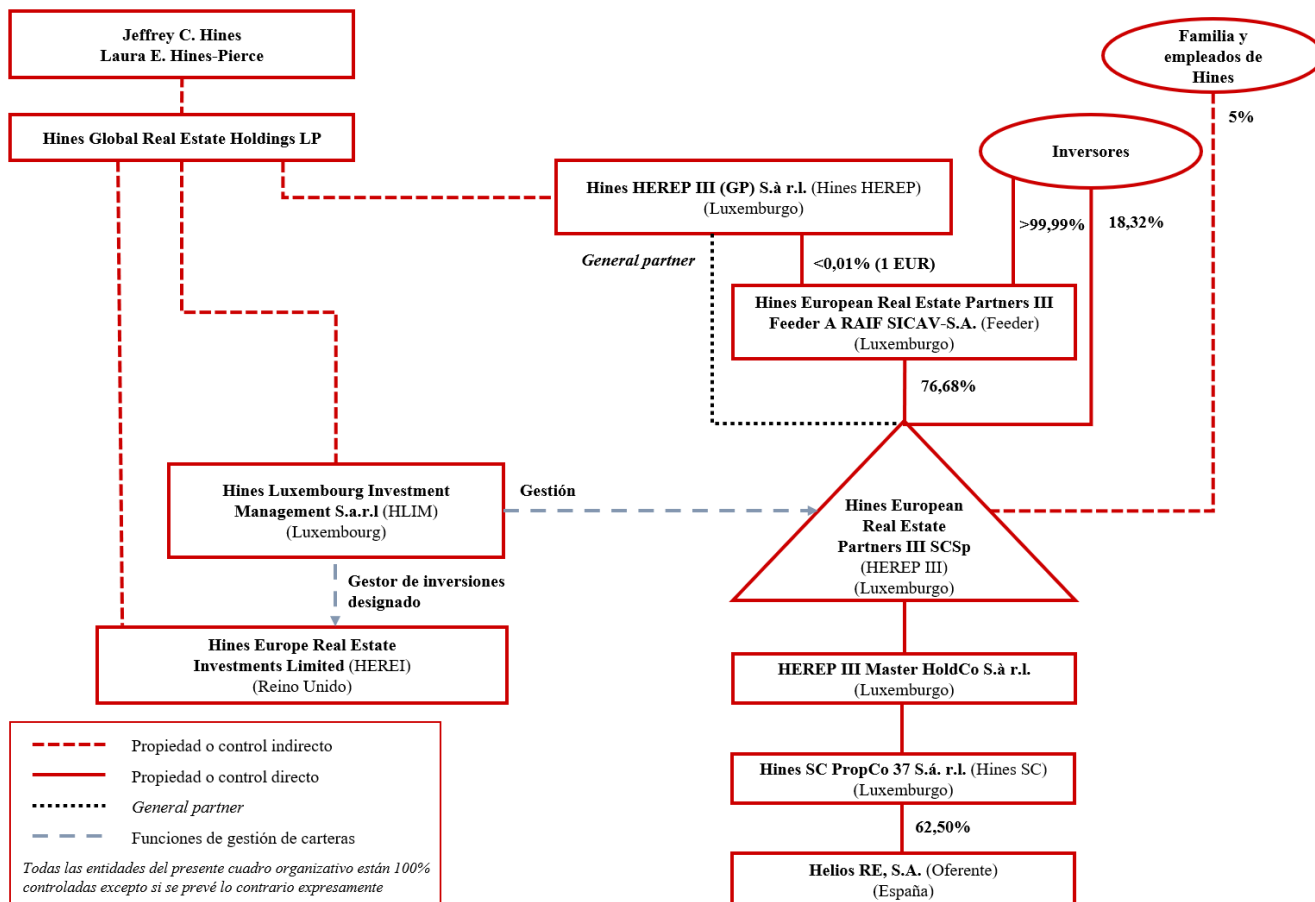 Jeffrey C. Hines
Laura E. Hines-Pierce
Hines Global Real Estate Holdings LP
Familia y
empleados de
Hines
5%
Inversores
>99,99%
18,32%
Hines HEREP III (GP) S.à r.l. (Hines HEREP)
(Luxemburgo)
General partner
<0,01% (1 EUR)
Hines European Real Estate Partners III
Feeder A RAIF SICAV-S.A. (Feeder)
(Luxemburgo)
76,68%
Hines Luxembourg Investment
Management S.a.r.l (HLIM)
(Luxembourg)
Gestión
Hines European
Real Estate
Partners III SCSp
(HEREP III)
(Luxemburgo)
Gestor de inversiones
designado
Hines Europe Real Estate
Investments Limited (HEREI)
(Reino Unido)
HEREP III Master HoldCo S.à r.l.
(Luxemburgo)
Hines SC PropCo 37 S.á. r.l. (Hines SC)
(Luxemburgo)
62,50%
Helios RE, S.A. (Oferente)
(España)
Propiedad o control indirecto
Propiedad o control directo
General partner
Funciones de gestión de carteras
Todas las entidades del presente cuadro organizativo están 100%
controladas excepto si se prevé lo contrario expresamente